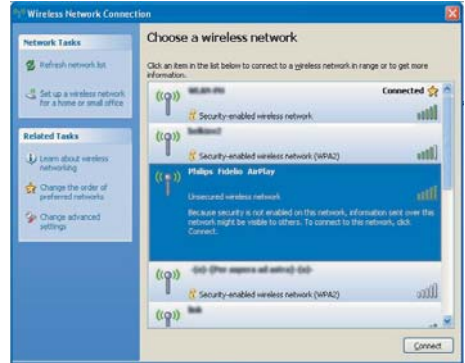 Wireless Network Connection
Network Tasks
Refresh network list
Set up a wireless network
for a home or small office
Related Tasks
Learn about wireless
networking
Change the order of
preferred networks
Change advanced
settings
Choose a wireless network
Click an item in the list below to connect to a wireless network in range or to get more
information.
Connected
Security-enabled wireless network
Security-enabled wireless network (WPA2)
Philips Fidelio AirPlay
Unsecured wireless network
Because security is not enabled on this network, information sent over this
network might be visible to others. To connect to this network, click
Connect.
Security-enabled wireless network (WPA2)
Connect